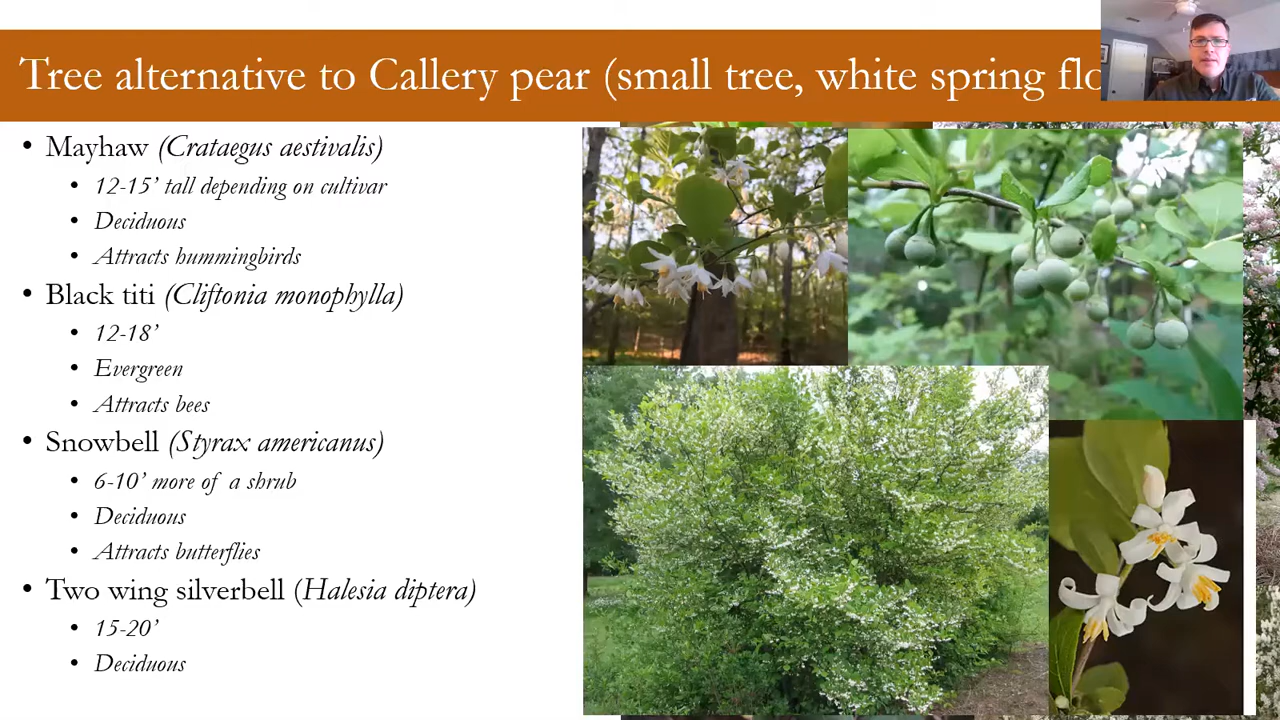 Tree alternative to Callery pear (small tree, white spring
• Mayhaw (Crataegus aestivalis)
• 12-15’ tall depending on cultivar
• Deciduous
• Attracts hummingbirds
• Black titi (Cliftonia monophylla)
• 12-18’
• Evergreen
• Attracts bees
• Snowbell (Styrax americanus)
• 6-10’ more of a shrub
• Deciduous
• Attracts butterflies
• Two wing silverbell (Halesia diptera)
• 15-20’
• Deciduous